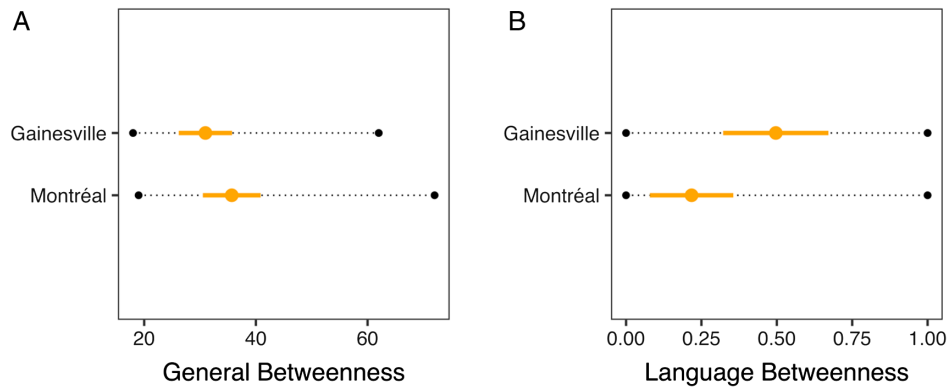 A
Gainesville
Montréal
20 40 60
General Betweenness
B
Gainesville
Montréal
0.00 0.25 0.50 0.75 1.00
Language Betweenness